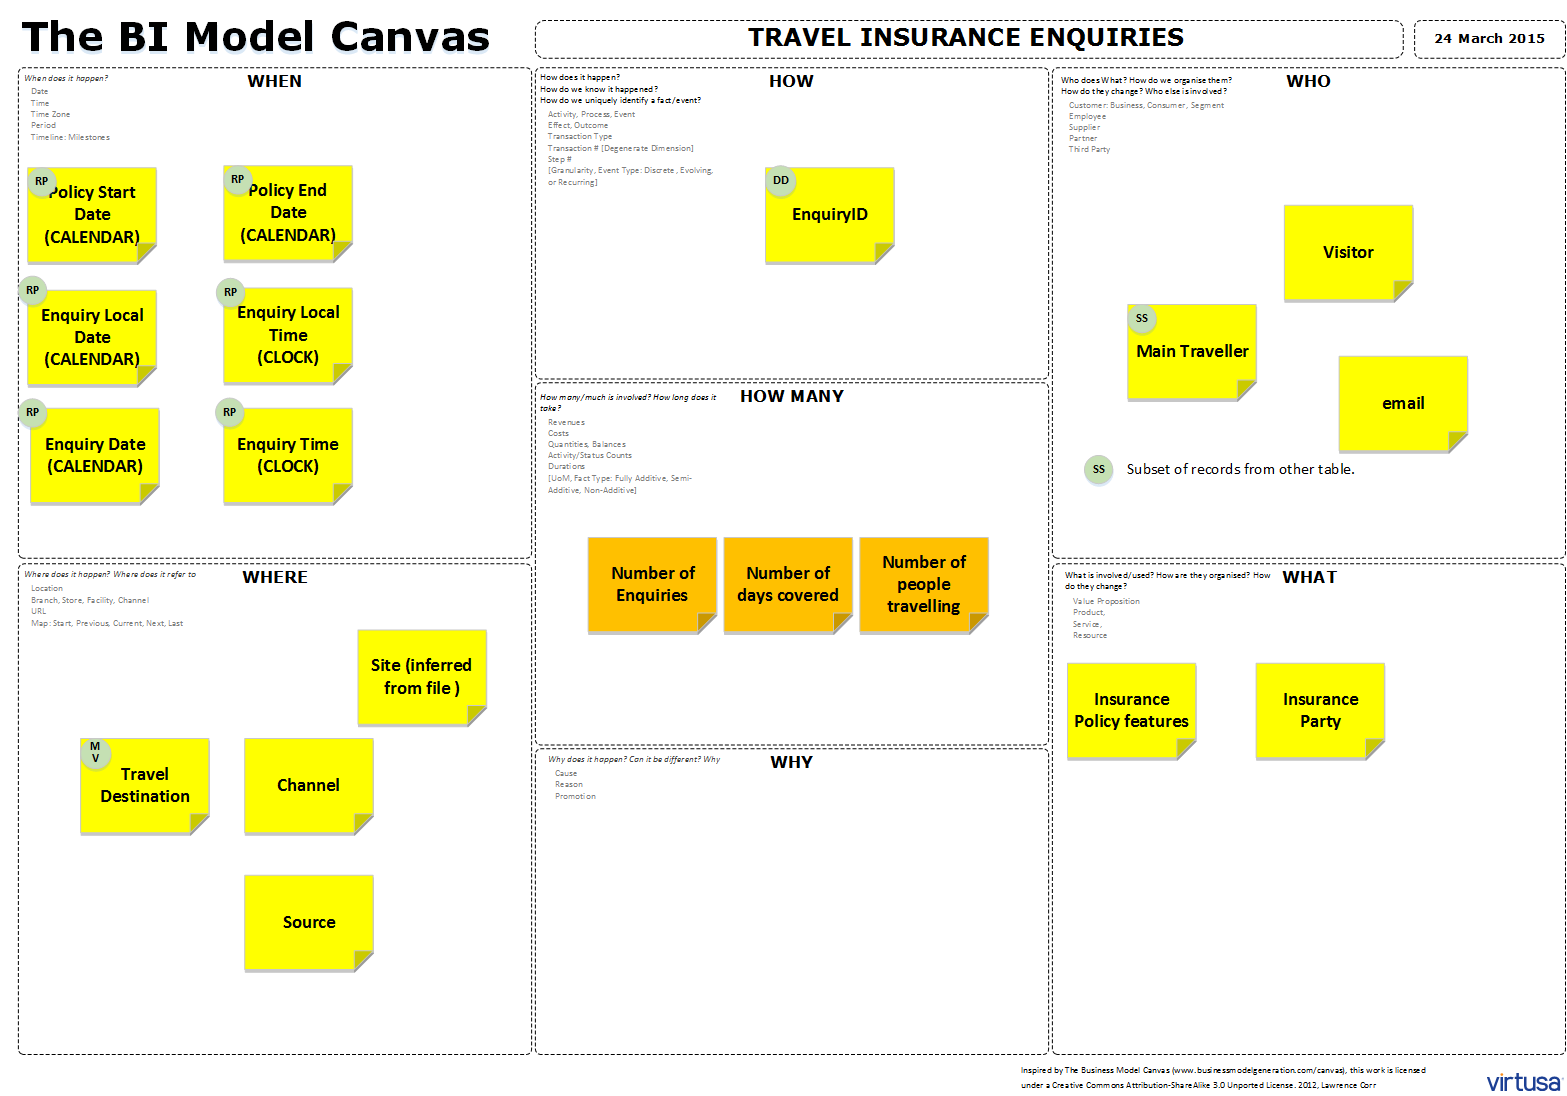 The BI Model Canvas
TRAVEL INSURANCE ENQUIRIES
24 March 2015
When does it happen?
WHEN
Date
Time
Time Zone
Period
Timeline: Milestones
RP
Policy Start
Date
(CALENDAR)
RP
Policy End
Date
(CALENDAR)
RP
Enquiry Local
Date
(CALENDAR)
RP
Enquiry Local
Time
(CLOCK)
RP
Enquiry Date
(CALENDAR)
RP
Enquiry Time
(CLOCK)
How does it happen?
How do we know it happened?
How do we uniquely identify a fact/event?
HOW
Activity, Process, Event
Effect, Outcome
Transaction Type
Transaction # [Degenerate Dimension]
Step #
[Granularity, Event Type: Discrete, Evolving,
or Recurring]
DD
EnquiryID
Who does What? How do we organise them?
How do they change? Who else is involved?
WHO
Customer: Business, Consumer, Segment
Employee
Supplier
Partner
Third Party
Visitor
SS
Main Traveller
email
SS
Subset of records from other table.
How many/much is involved? How long does it
take?
HOW MANY
Revenues
Costs
Quantities, Balances
Activity/Status Counts
Durations
[UoM, Fact Type: Fully Additive, Semi-
Additive, Non-Additive]
Number of
Enquiries
Number of
days covered
Number of
people
travelling
Where does it happen? Where does it refer to
WHERE
Location
Branch, Store, Facility, Channel
URL
Map: Start, Previous, Current, Next, Last
Site (inferred
from file )
M
V
Travel
Destination
Channel
Source
Why does it happen? Can it be different? Why
WHY
Cause
Reason
Promotion
What is involved/used? How are they organised? How
do they change?
WHAT
Value Proposition
Product,
Service,
Resource
Insurance
Policy features
Insurance
Party
Inspired by The Business Model Canvas (www.businessmodelgeneration.com/canvas), this work is licensed
under a Creative Commons Attribution-ShareAlike 3.0 Unported License. 2012, Lawrence Corr
virtusa